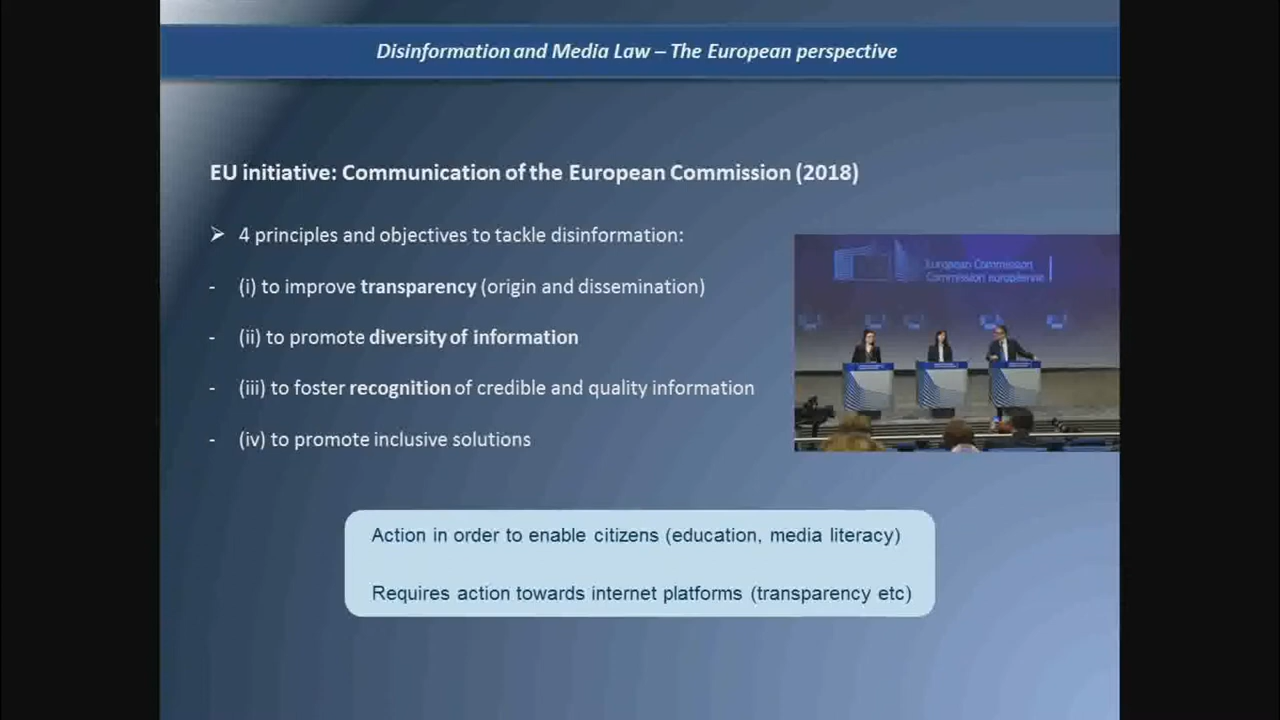 Disinformation and Media Law – The European perspective
EU initiative: Communication of the European Commission (2018)
➢ 4 principles and objectives to tackle disinformation:
- (i) to improve transparency (origin and dissemination)
- (ii) to promote diversity of information
- (iii) to foster recognition of credible and quality information
- (iv) to promote inclusive solutions
European Commission
Commission européenne
Action in order to enable citizens (education, media literacy)
Requires action towards internet platforms (transparency etc)